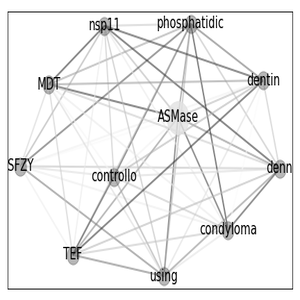 nsp11
phosphatidic
MDT
dentin
ASMase
SFZY
controllo
denn
condyloma
TEF
using